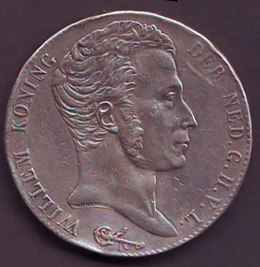 WILLEM KONING
DER NED. G. H. V. L.